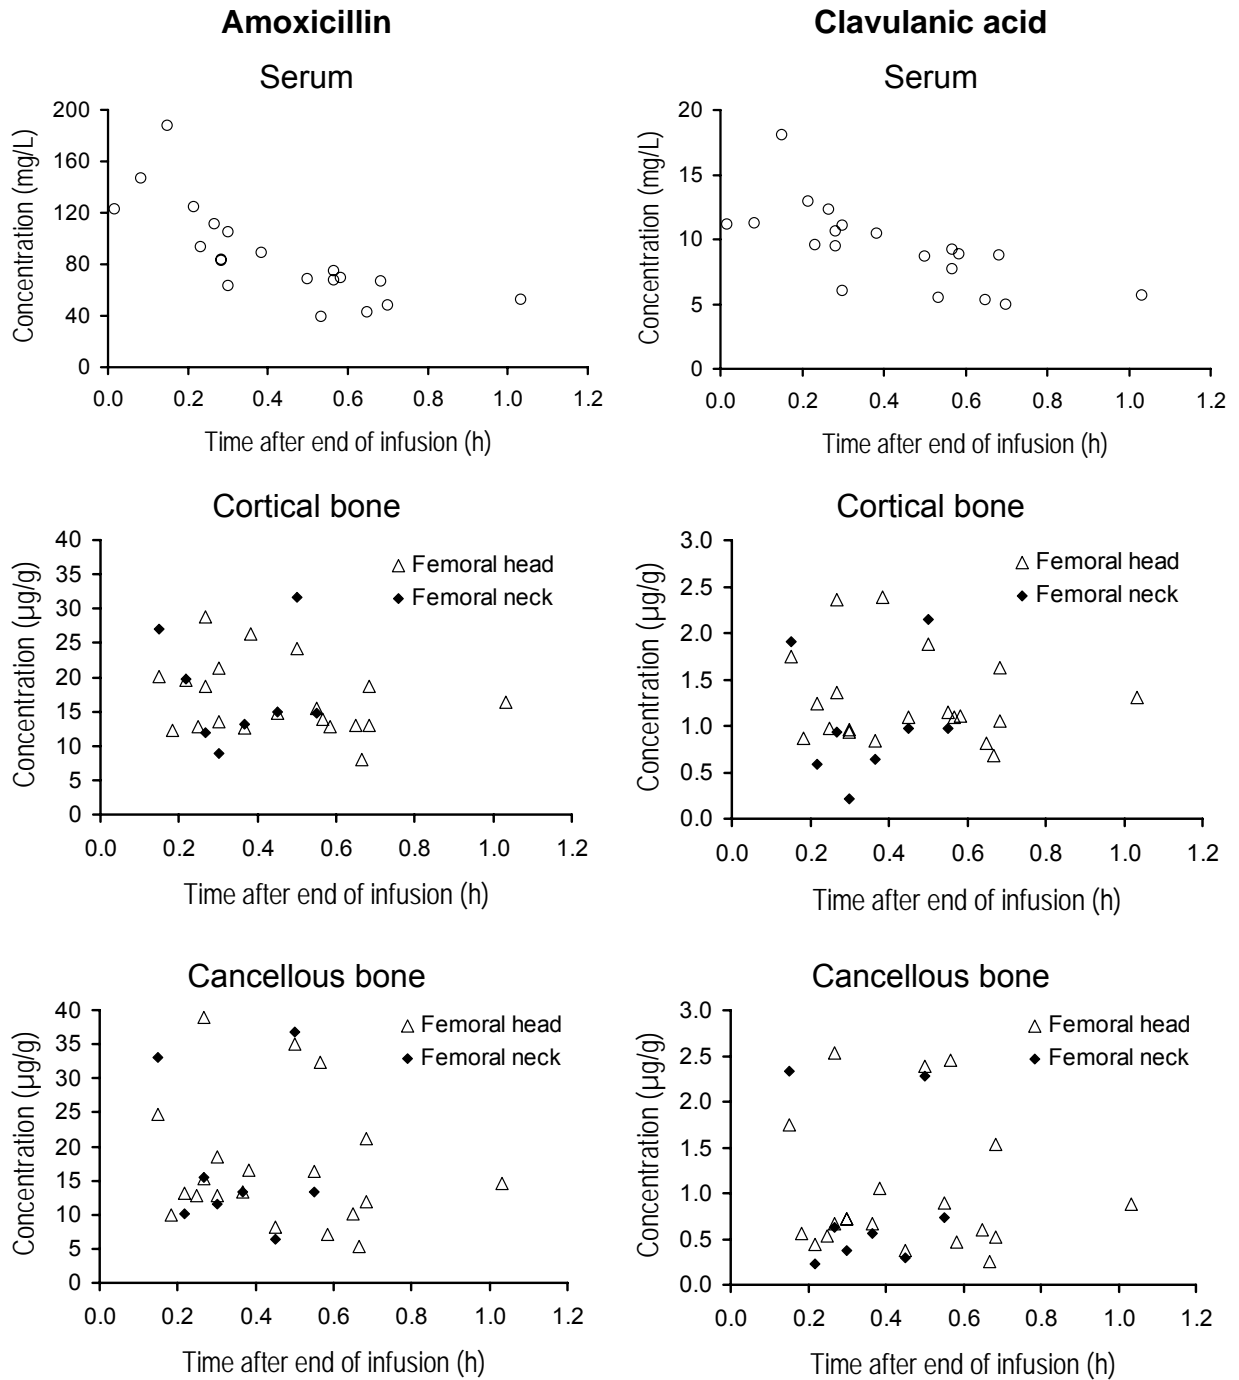 Amoxicillin
Clavulanic acid
Serum
Serum
Concentration (mg/L)
200
160
120
80
40
0
0.0 0.2 0.4 0.6 0.8 1.0 1.2
Time after end of infusion (h)
Concentration (mg/L)
20
15
10
5
0
0.0 0.2 0.4 0.6 0.8 1.0 1.2
Time after end of infusion (h)
Cortical bone
Concentration (µg/g)
40
35
30
25
20
15
10
5
0
Femoral head
Femoral neck
0.0 0.2 0.4 0.6 0.8 1.0 1.2
Time after end of infusion (h)
Cortical bone
Concentration (µg/g)
3.0
2.5
2.0
1.5
1.0
0.5
0.0
Femoral head
Femoral neck
0.0 0.2 0.4 0.6 0.8 1.0 1.2
Time after end of infusion (h)
Cancellous bone
Concentration (µg/g)
40
35
30
25
20
15
10
5
0
Femoral head
Femoral neck
0.0 0.2 0.4 0.6 0.8 1.0 1.2
Time after end of infusion (h)
Cancellous bone
Concentration (µg/g)
3.0
2.5
2.0
1.5
1.0
0.5
0.0
Femoral head
Femoral neck
0.0 0.2 0.4 0.6 0.8 1.0 1.2
Time after end of infusion (h)